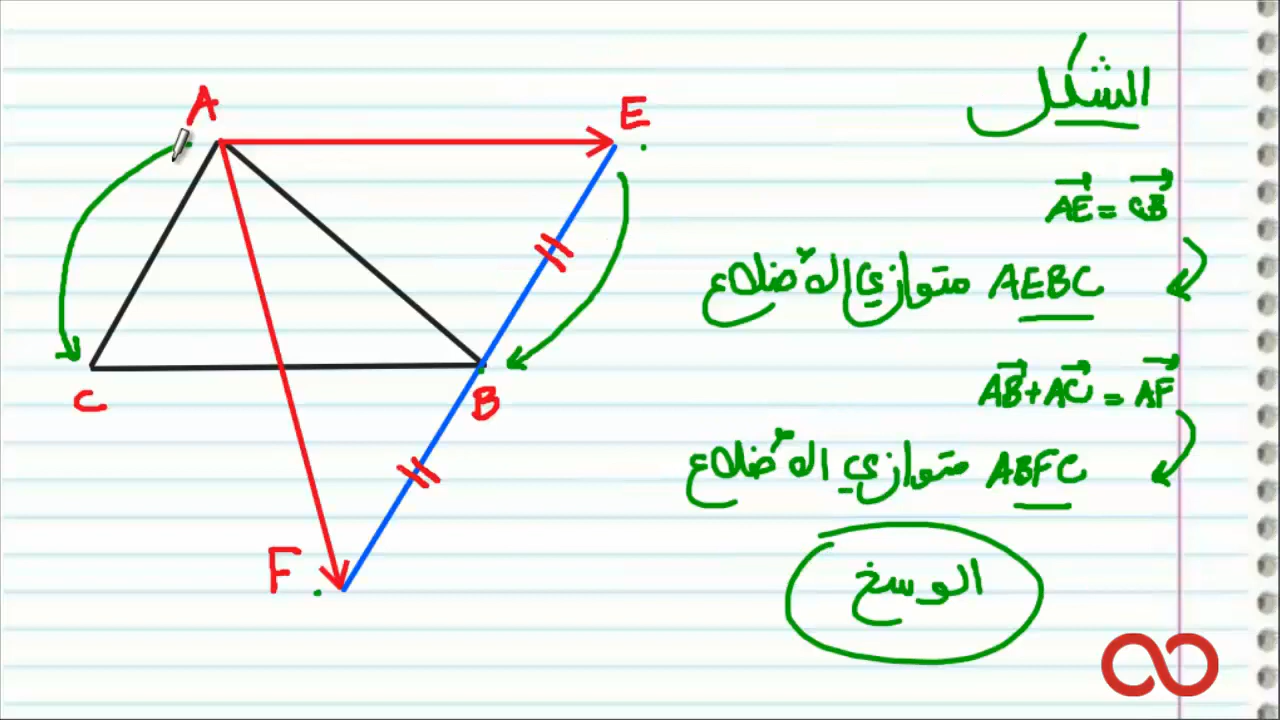 الشكل
A
E
AE = CB
AEBC متوازي الأضلاع
AB + AC = AF
C
B
ABFC متوازي الأضلاع
F
الوسخ